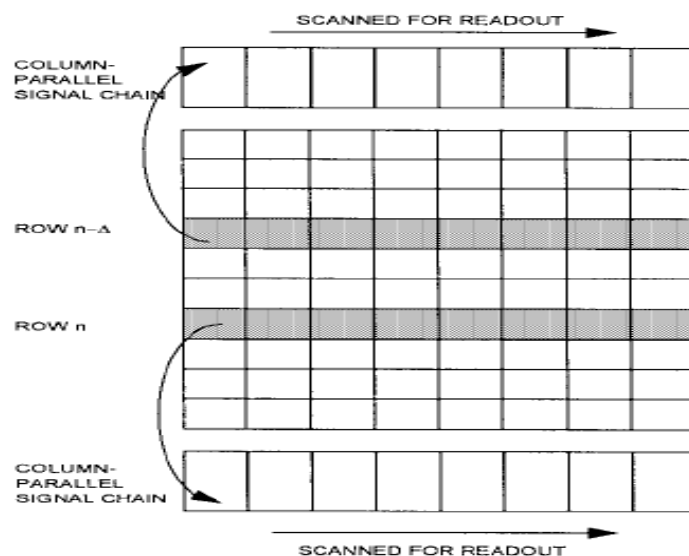 SCANNED FOR READOUT
COLUMN-
PARALLEL
SIGNAL CHAIN
ROW n-Δ
ROW n
COLUMN-
PARALLEL
SIGNAL CHAIN
SCANNED FOR READOUT